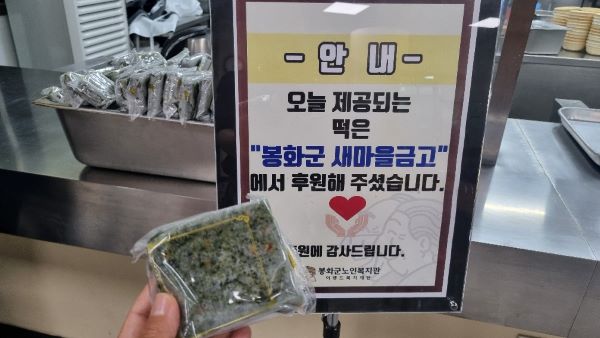 - 안 내 -
오늘 제공되는
떡은
"봉화군 새마을금고"
에서 후원해 주셨습니다.
원에 감사드립니다.
봉화군노인복지관